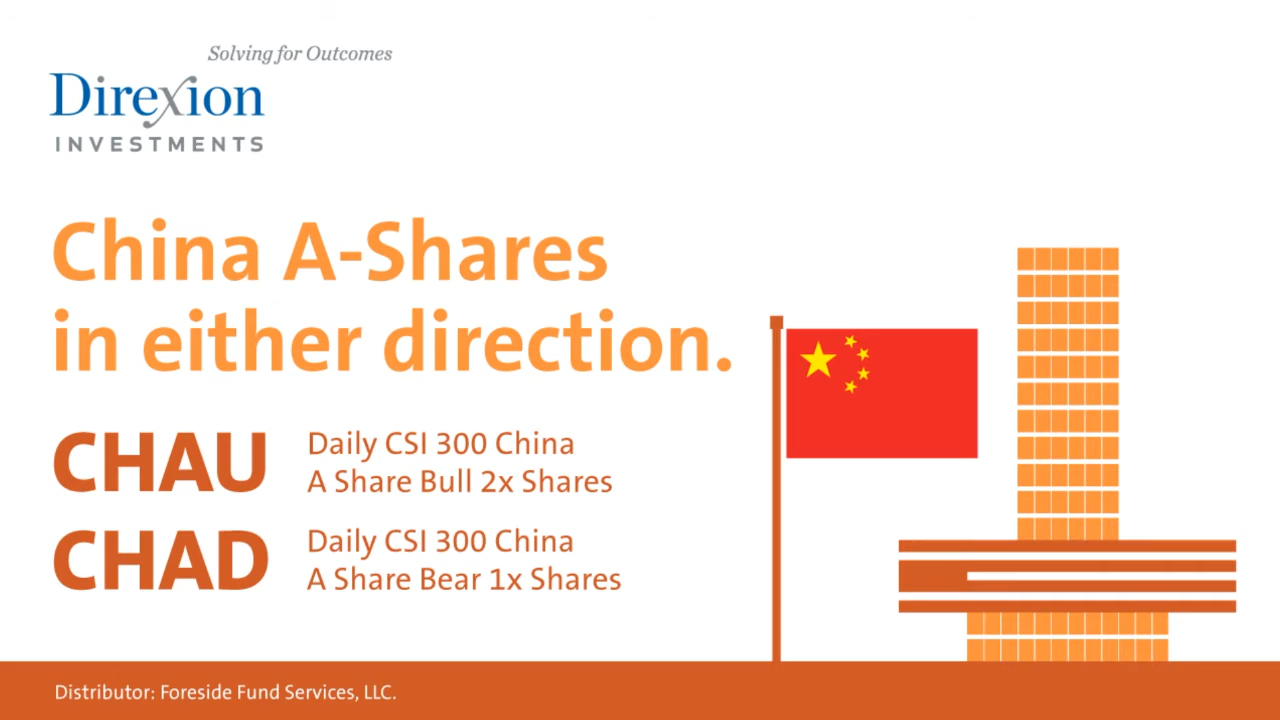 Solving for Outcomes
Direxion
INVESTMENTS
China A-Shares
in either direction.
CHAU
Daily CSI 300 China
A Share Bull 2x Shares
CHAD
Daily CSI 300 China
A Share Bear 1x Shares
Distributor: Foreside Fund Services, LLC.